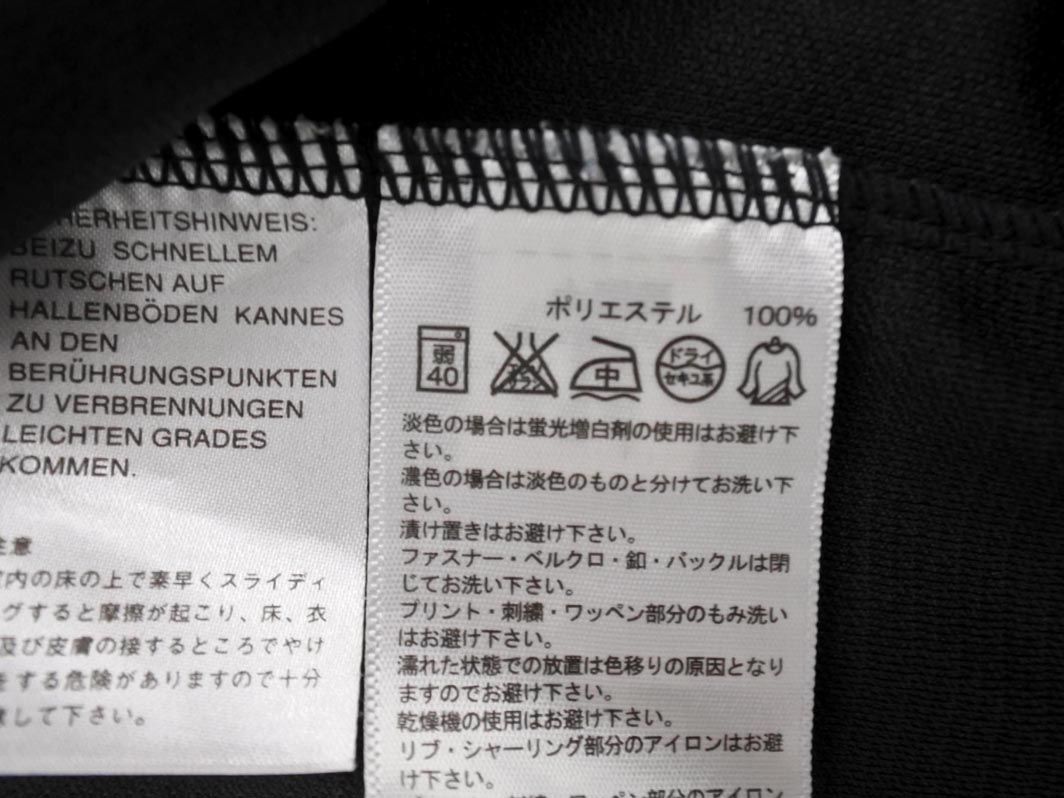 HERHEITSHINWEIS:
BEIZU SCHNELLEM
RUTSCHEN AUF
HALLENBÖDEN KANNES
AN DEN
BERÜHRUNGSPUNKTEN
ZU VERBRENNUNGEN
LEICHTEN GRADES
KOMMEN.
注意
内の床の上で素早くスライディ
グすると摩擦が起こり、床、衣
及び皮膚の接するところでやけ
をする危険がありますので十分
意して下さい。
ポリエステル 100%
弱 40 中 ドライ セキユ系
淡色の場合は蛍光増白剤の使用はお避け下
さい。
濃色の場合は淡色のものと分けてお洗い下
さい。
漬け置きはお避け下さい。
ファスナー・ベルクロ・釦・バックルは閉
じてお洗い下さい。
プリント・刺繍・ワッペン部分のもみ洗い
はお避け下さい。
濡れた状態での放置は色移りの原因となり
ますのでお避け下さい。
乾燥機の使用はお避け下さい。
リブ・シャーリング部分のアイロンはお避
け下さい。
ワッペン部分のアイロン